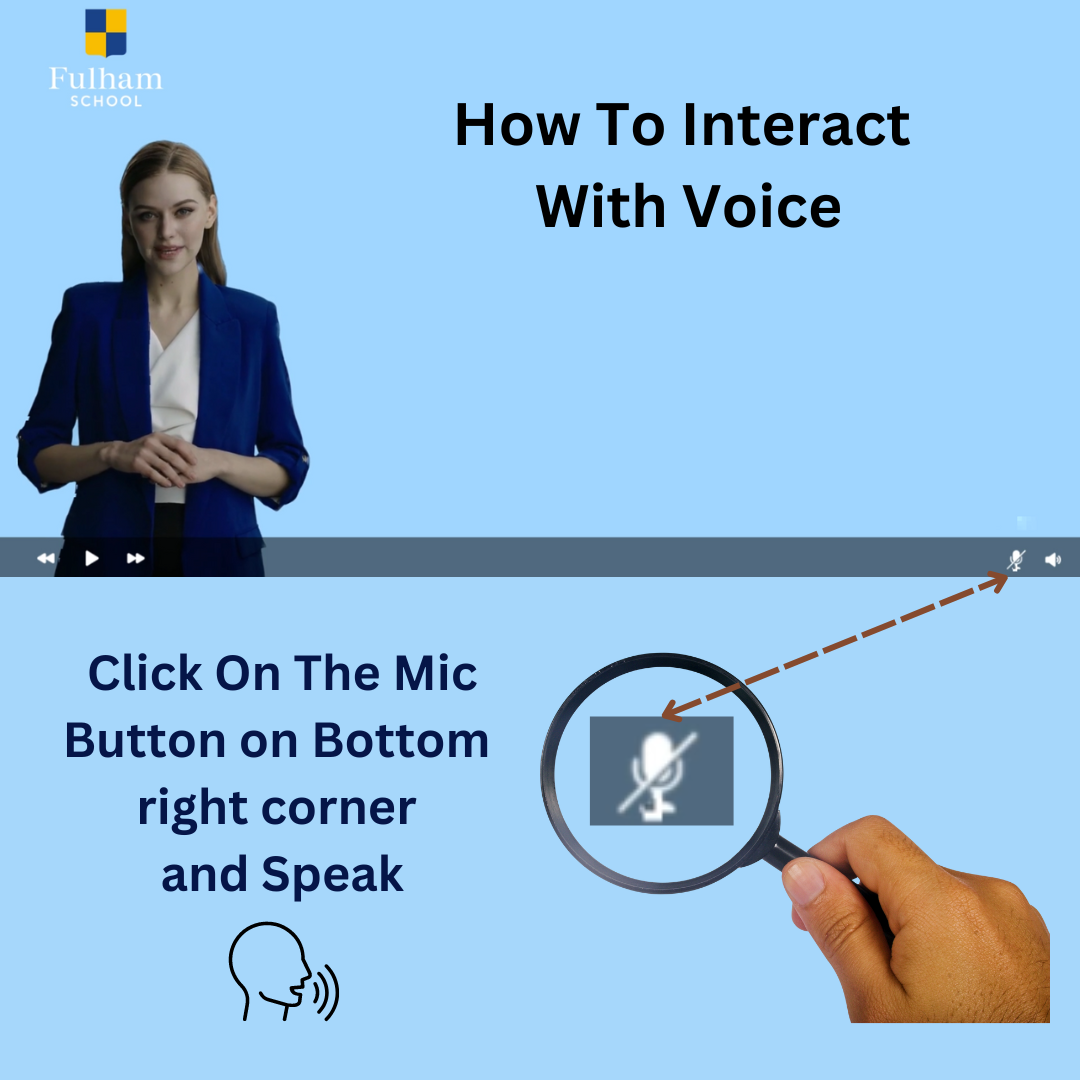 Fulham
SCHOOL
How To Interact
With Voice
Click On The Mic
Button on Bottom
right corner
and Speak